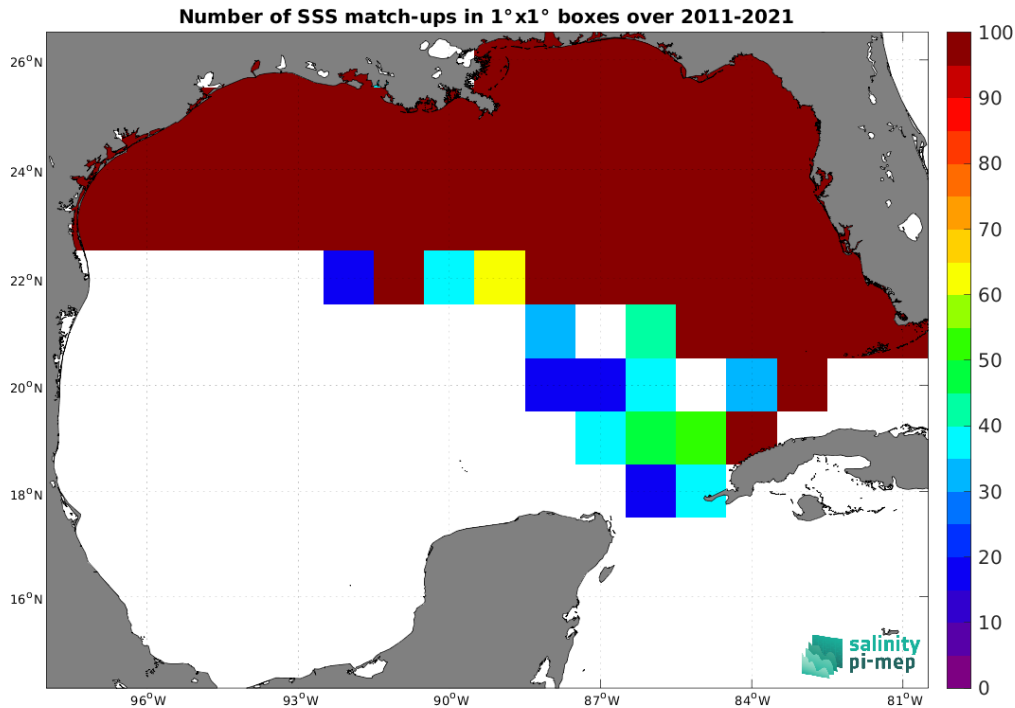 Number of SSS match-ups in 1°x1° boxes over 2011-2021
26°N
24°N
22°N
20°N
18°N
16°N
96°W
93°W
90°W
87°W
84°W
81°W
100
90
80
70
60
50
40
30
20
10
0
salinity
pi-mep